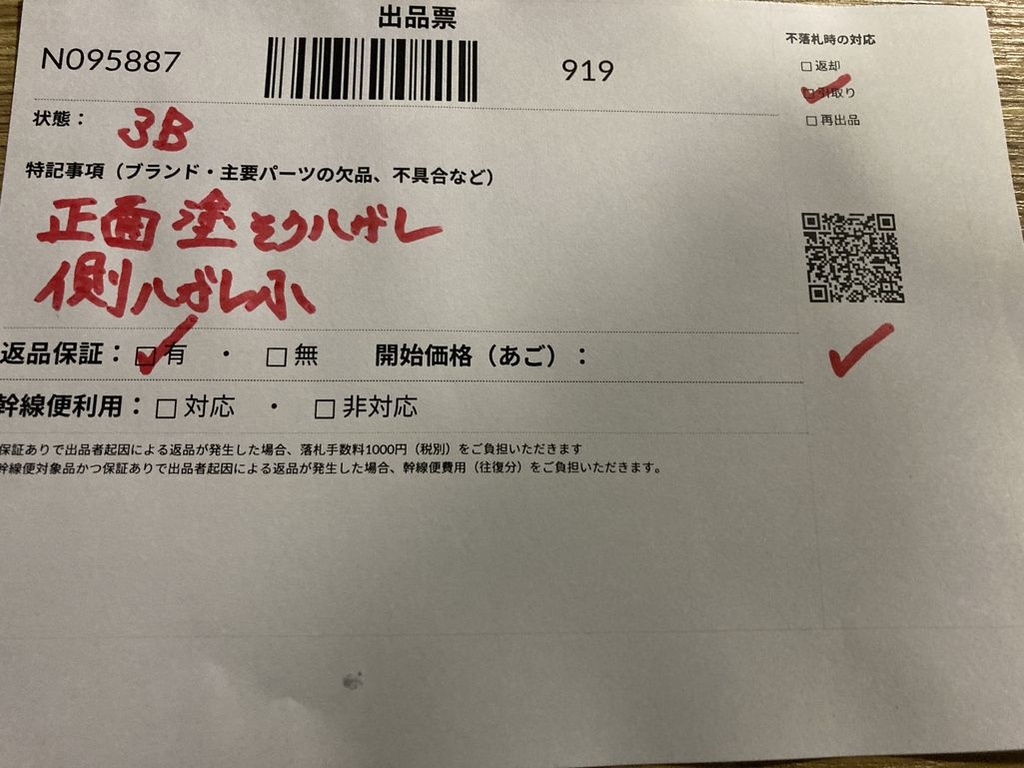 出品票
N095887
919
不落札時の対応
□返却
□引取り
□再出品
状態： 3B
特記事項（ブランド・主要パーツの欠品、不具合など）
正面 塗そうハガレ
側ハガレ小
返品保証：□有 ・ □無 開始価格（あご）：
幹線便利用：□対応 ・ □非対応
保証ありで出品者起因による返品が発生した場合、落札手数料1000円（税別）をご負担いただきます
幹線便対象品かつ保証ありで出品者起因による返品が発生した場合、幹線便費用（往復分）をご負担いただきます。